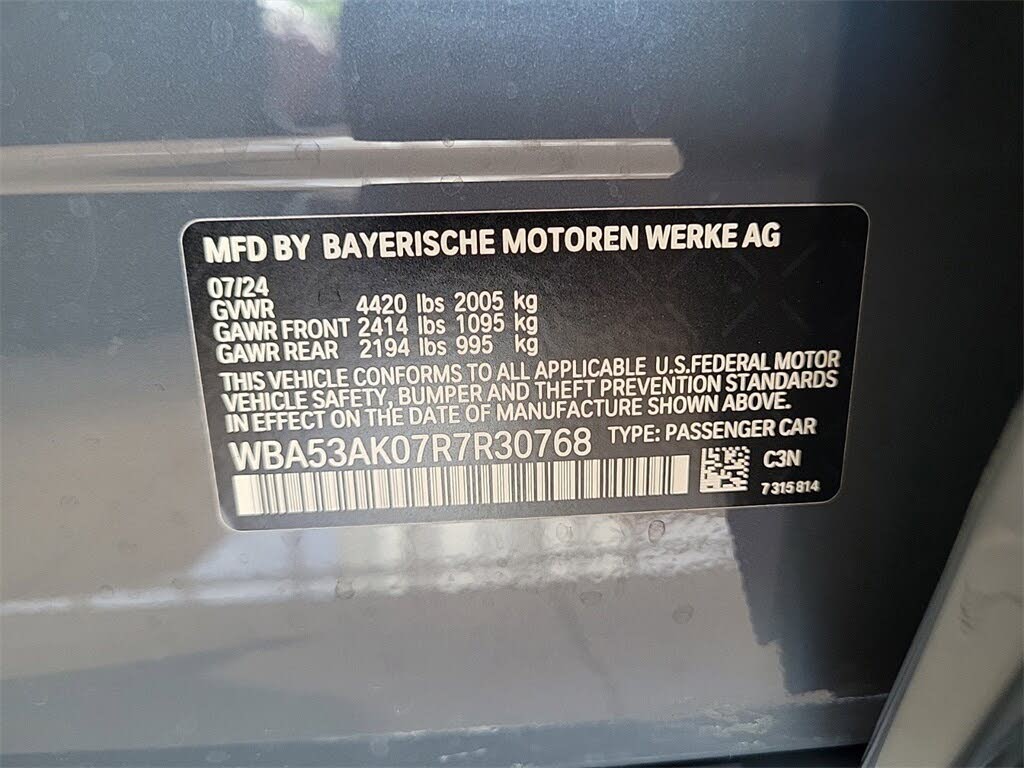 MFD BY BAYERISCHE MOTOREN WERKE AG
07/24
GVWR 4420 lbs 2005 kg
GAWR FRONT 2414 lbs 1095 kg
GAWR REAR 2194 lbs 995 kg
THIS VEHICLE CONFORMS TO ALL APPLICABLE U.S.FEDERAL MOTOR
VEHICLE SAFETY, BUMPER AND THEFT PREVENTION STANDARDS
IN EFFECT ON THE DATE OF MANUFACTURE SHOWN ABOVE.
WBA53AK07R7R30768 TYPE: PASSENGER CAR
C3N
7315814